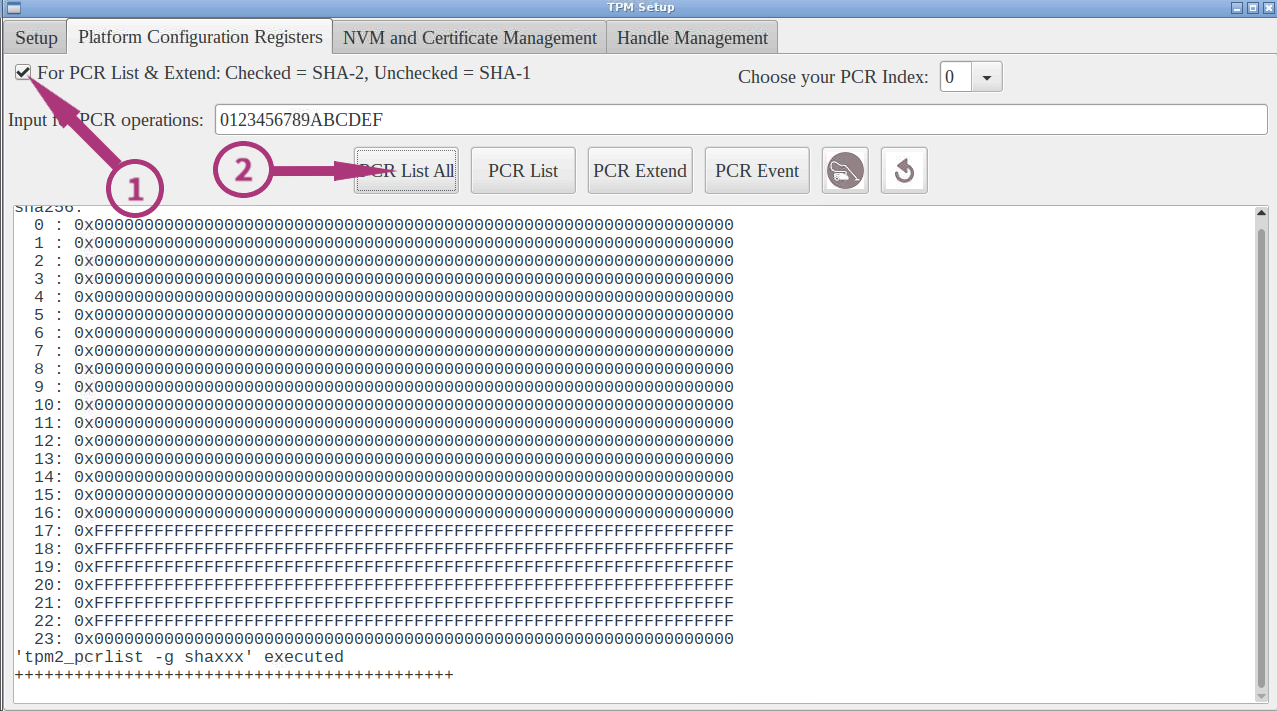 TPM Setup
Setup Platform Configuration Registers NVM and Certificate Management Handle Management
For PCR List & Extend: Checked = SHA-2, Unchecked = SHA-1 Choose your PCR Index: 0
Input for PCR operations: 0123456789ABCDEF
1 2 PCR List All PCR List PCR Extend PCR Event
sha256:
0 : 0x0000000000000000000000000000000000000000000000000000000000000000
1 : 0x0000000000000000000000000000000000000000000000000000000000000000
2 : 0x0000000000000000000000000000000000000000000000000000000000000000
3 : 0x0000000000000000000000000000000000000000000000000000000000000000
4 : 0x0000000000000000000000000000000000000000000000000000000000000000
5 : 0x0000000000000000000000000000000000000000000000000000000000000000
6 : 0x0000000000000000000000000000000000000000000000000000000000000000
7 : 0x0000000000000000000000000000000000000000000000000000000000000000
8 : 0x0000000000000000000000000000000000000000000000000000000000000000
9 : 0x0000000000000000000000000000000000000000000000000000000000000000
10: 0x0000000000000000000000000000000000000000000000000000000000000000
11: 0x0000000000000000000000000000000000000000000000000000000000000000
12: 0x0000000000000000000000000000000000000000000000000000000000000000
13: 0x0000000000000000000000000000000000000000000000000000000000000000
14: 0x0000000000000000000000000000000000000000000000000000000000000000
15: 0x0000000000000000000000000000000000000000000000000000000000000000
16: 0x0000000000000000000000000000000000000000000000000000000000000000
17: 0xFFFFFFFFFFFFFFFFFFFFFFFFFFFFFFFFFFFFFFFFFFFFFFFFFFFFFFFFFFFFFFFF
18: 0xFFFFFFFFFFFFFFFFFFFFFFFFFFFFFFFFFFFFFFFFFFFFFFFFFFFFFFFFFFFFFFFF
19: 0xFFFFFFFFFFFFFFFFFFFFFFFFFFFFFFFFFFFFFFFFFFFFFFFFFFFFFFFFFFFFFFFF
20: 0xFFFFFFFFFFFFFFFFFFFFFFFFFFFFFFFFFFFFFFFFFFFFFFFFFFFFFFFFFFFFFFFF
21: 0xFFFFFFFFFFFFFFFFFFFFFFFFFFFFFFFFFFFFFFFFFFFFFFFFFFFFFFFFFFFFFFFF
22: 0xFFFFFFFFFFFFFFFFFFFFFFFFFFFFFFFFFFFFFFFFFFFFFFFFFFFFFFFFFFFFFFFF
23: 0x0000000000000000000000000000000000000000000000000000000000000000
'tpm2_pcrlist -g shaxxx' executed
++++++++++++++++++++++++++++++++++++++++++++